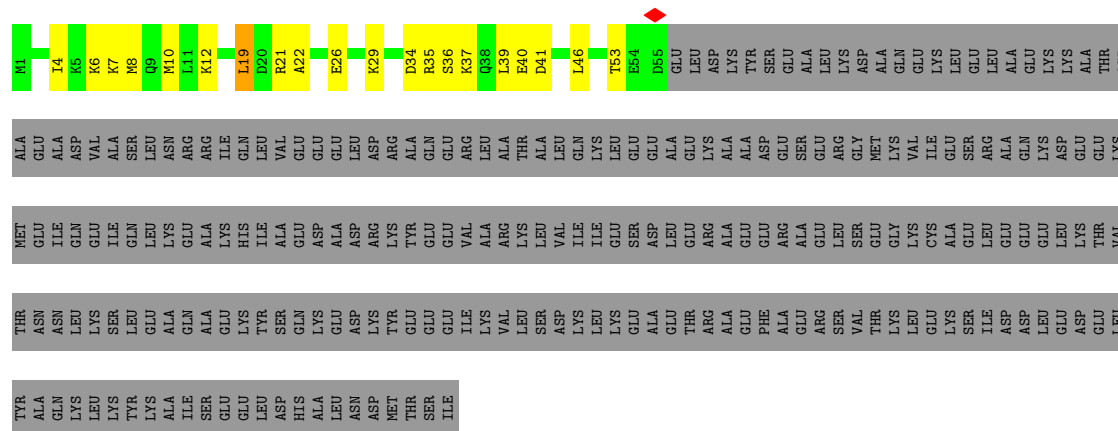 M1 I4 K5 K6 K7 M8 Q9 M10 L11 K12 L19 D20 R21 A22 E26 K29 D34 R35 S36 K37 Q38 L39 E40 D41 L46 T53 E54 D55 GLU LEU ASP LYS TYR SER GLU ALA LEU LYS ASP ALA GLN GLU LYS LEU GLU LEU ALA GLU LYS LYS ALA THR
ALA GLU ALA ASP VAL ALA SER LEU ASN ARG ARG ILE GLN LEU VAL GLU GLU GLU LEU ASP ARG ALA GLN GLU ARG LEU ALA THR ALA LEU GLN LYS LEU GLU GLU ALA GLU LYS ALA ALA ASP GLU SER GLU ARG GLY MET LYS VAL ILE GLU SER ARG ALA GLN LYS ASP GLU GLU LYS
MET GLU ILE GLN GLU ILE GLN LEU LYS GLU ALA LYS HIS ILE ALA GLU ASP ALA ASP ARG LYS TYR GLU GLU VAL ALA ARG LYS LEU VAL ILE ILE GLU SER ASP LEU GLU ARG ALA GLU GLU ARG ALA GLU LEU SER GLU GLY LYS CYS ALA GLU LEU GLU GLU GLU LEU LYS THR VAL
THR ASN ASN LEU LYS SER LEU GLU ALA GLN ALA GLU LYS TYR SER GLN LYS GLU ASP LYS TYR GLU GLU GLU ILE LYS VAL LEU SER ASP LYS LEU LYS GLU ALA GLU THR ARG ALA GLU PHE ALA GLU ARG SER VAL THR LYS LEU GLU LYS SER ILE ASP ASP LEU GLU ASP GLU LEU
TYR ALA GLN LYS LEU LYS TYR LYS ALA ILE SER GLU GLU LEU ASP HIS ALA LEU ASN ASP MET THR SER ILE